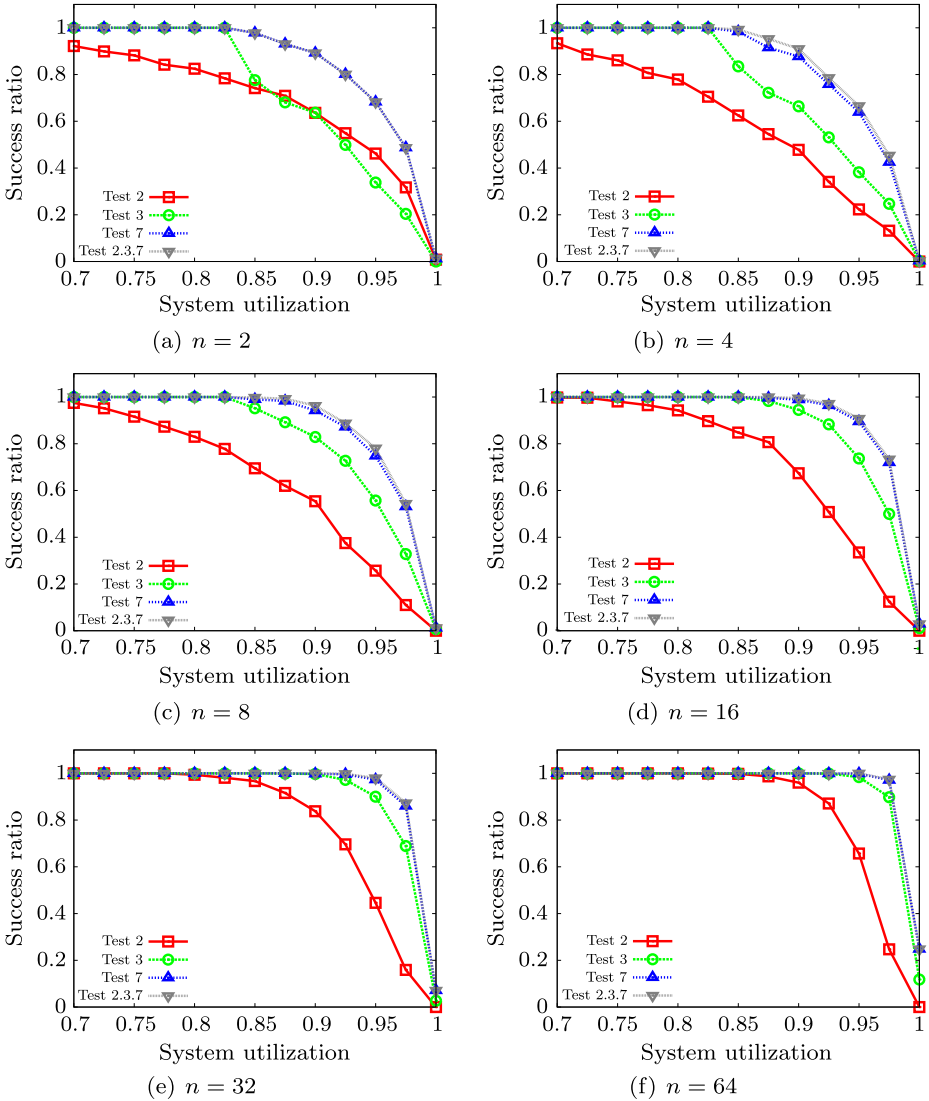 Success ratio
1
0.8
0.6
0.4
0.2
0
Test 2
Test 3
Test 7
Test 2.3.7
0.7 0.75 0.8 0.85 0.9 0.95 1
System utilization
(a) n = 2
Success ratio
1
0.8
0.6
0.4
0.2
0
Test 2
Test 3
Test 7
Test 2.3.7
0.7 0.75 0.8 0.85 0.9 0.95 1
System utilization
(b) n = 4
Success ratio
1
0.8
0.6
0.4
0.2
0
Test 2
Test 3
Test 7
Test 2.3.7
0.7 0.75 0.8 0.85 0.9 0.95 1
System utilization
(c) n = 8
Success ratio
1
0.8
0.6
0.4
0.2
0
Test 2
Test 3
Test 7
Test 2.3.7
0.7 0.75 0.8 0.85 0.9 0.95 1
System utilization
(d) n = 16
Success ratio
1
0.8
0.6
0.4
0.2
0
Test 2
Test 3
Test 7
Test 2.3.7
0.7 0.75 0.8 0.85 0.9 0.95 1
System utilization
(e) n = 32
Success ratio
1
0.8
0.6
0.4
0.2
0
Test 2
Test 3
Test 7
Test 2.3.7
0.7 0.75 0.8 0.85 0.9 0.95 1
System utilization
(f) n = 64